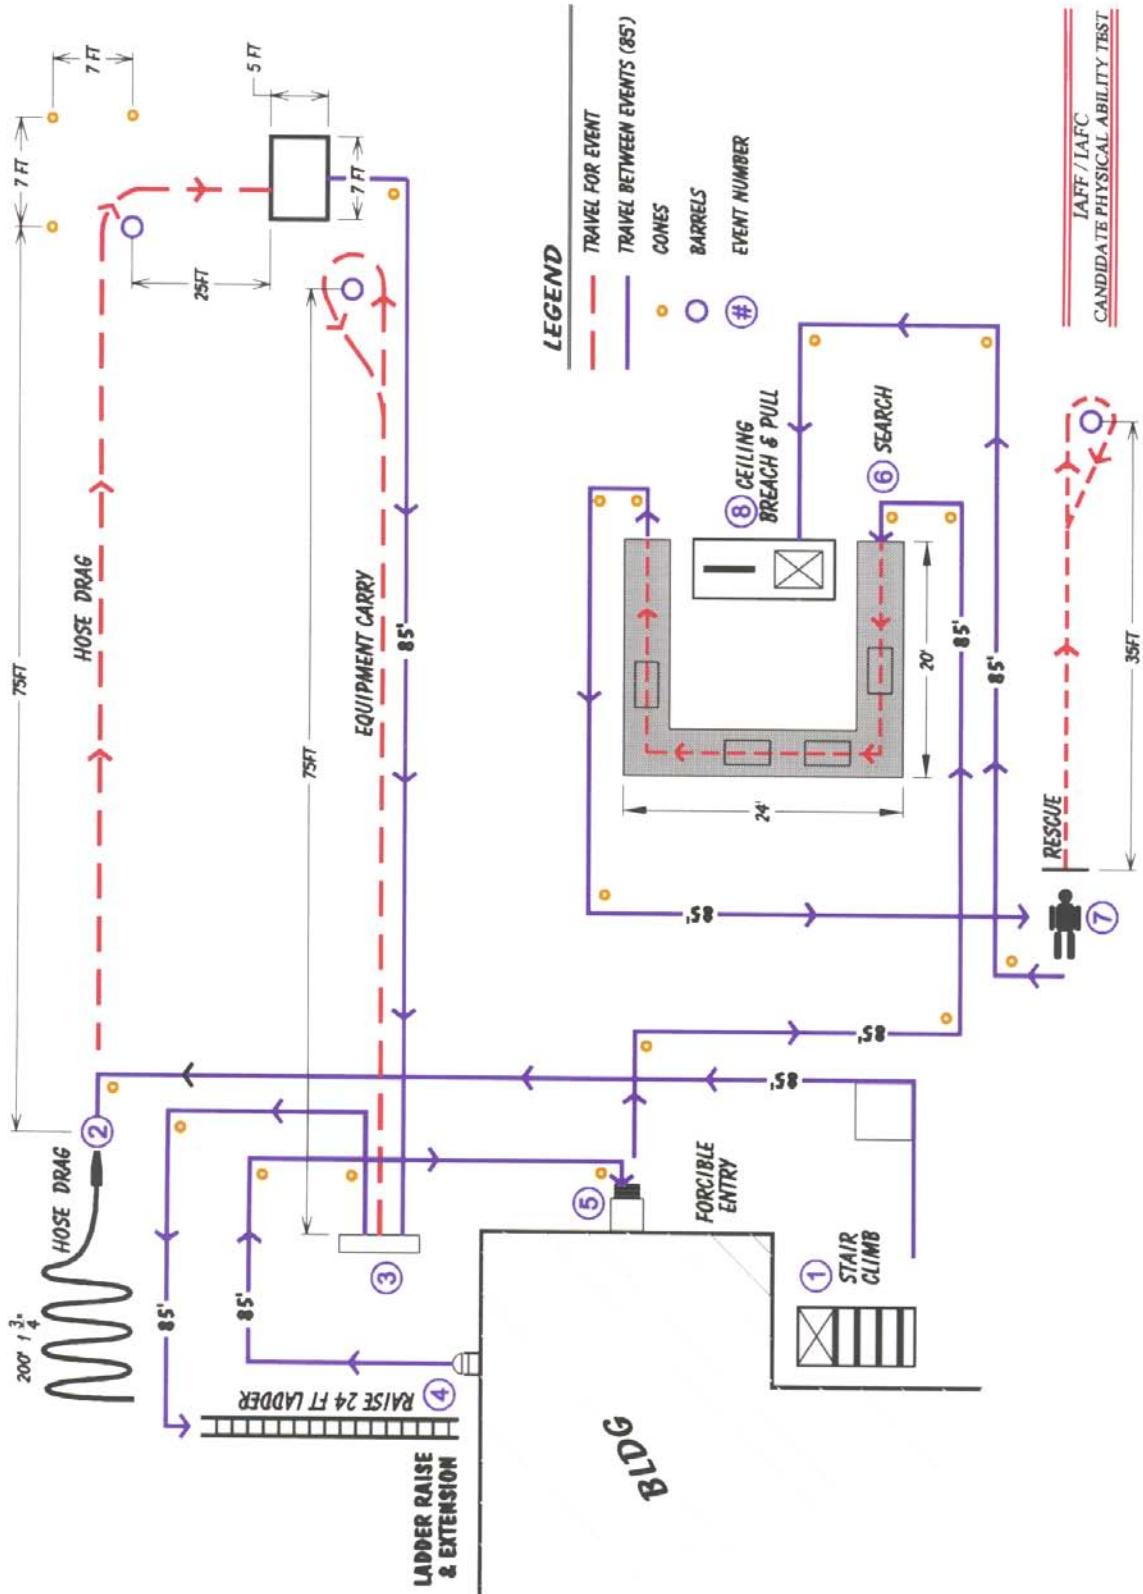 200' 1 3/4"
HOSE DRAG
2
75FT
HOSE DRAG
7 FT
7 FT
5 FT
7 FT
25FT
75FT
EQUIPMENT CARRY
85'
85'
85'
3
LADDER RAISE
& EXTENSION
RAISE 24 FT LADDER
4
BLDG
5
FORCIBLE
ENTRY
1
STAIR
CLIMB
85'
85'
85'
85'
85'
24'
20'
8 CEILING
BREACH & PULL
6 SEARCH
7
RESCUE
35FT
LEGEND
TRAVEL FOR EVENT
TRAVEL BETWEEN EVENTS (85')
CONES
BARRELS
# EVENT NUMBER
IAFF / IAFC
CANDIDATE PHYSICAL ABILITY TEST